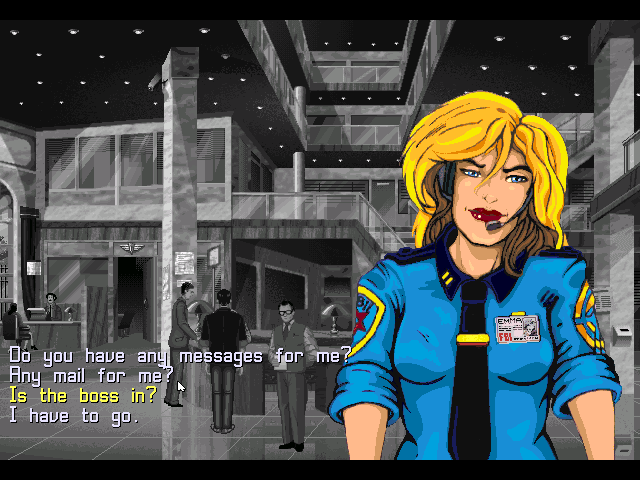 Do you have any messages for me?
Any mail for me?
Is the boss in?
I have to go.
EMMA
FBI